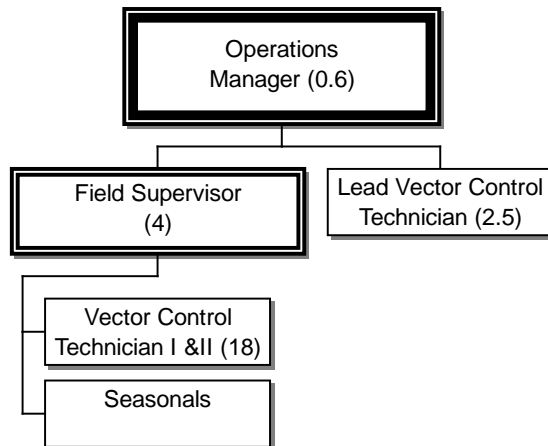 Operations
Manager (0.6)
Field Supervisor
(4)
Lead Vector Control
Technician (2.5)
Vector Control
Technician I &II (18)
Seasonals